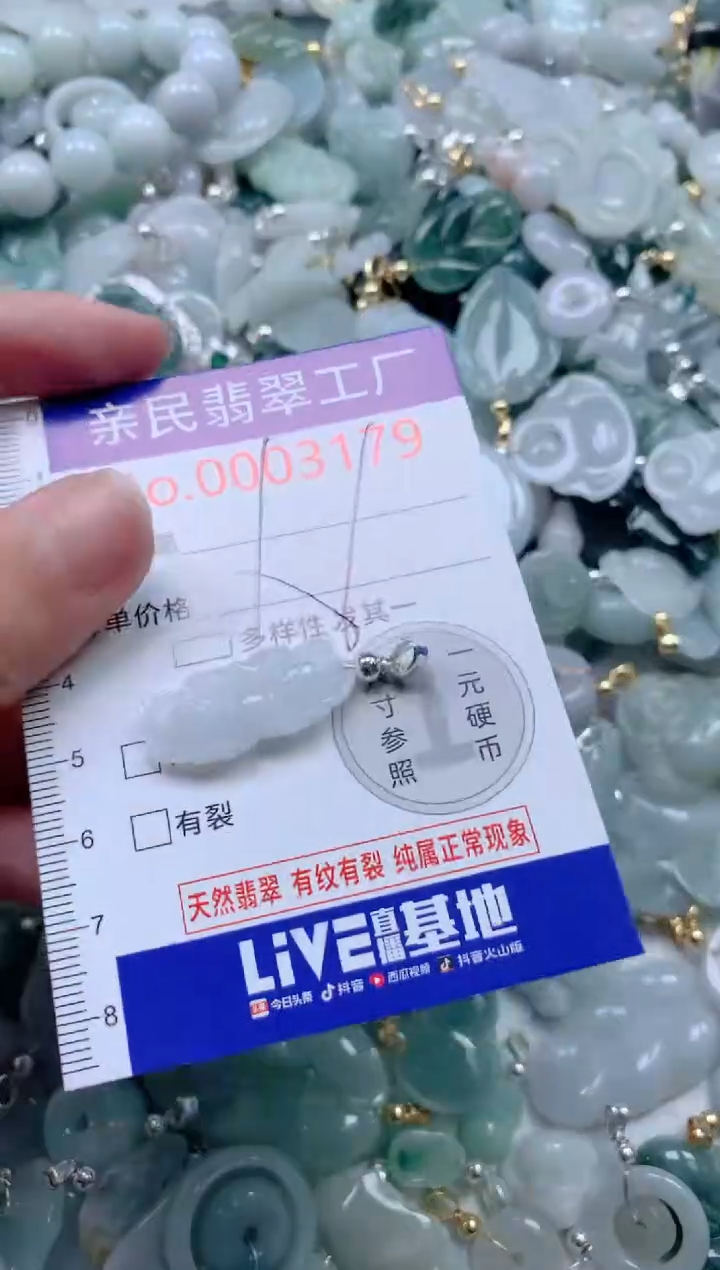 亲民翡翠工厂
o.0003179
单价格
多样性 发其一
一元硬币
寸参照
4
5
6
7
8
1
有裂
天然翡翠 有纹有裂 纯属正常现象
LiVE直播基地
今日头条 抖音 西瓜视频 抖音火山版